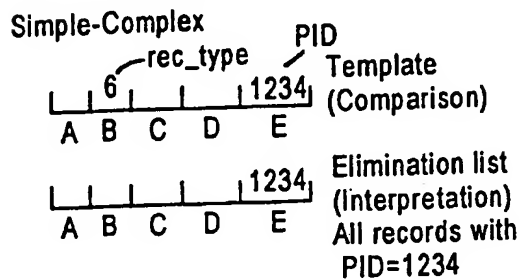 Simple-Complex
PID
rec_type
6 1234 Template
(Comparison)
A B C D E
1234 Elimination list
(Interpretation)
A B C D E All records with
PID=1234